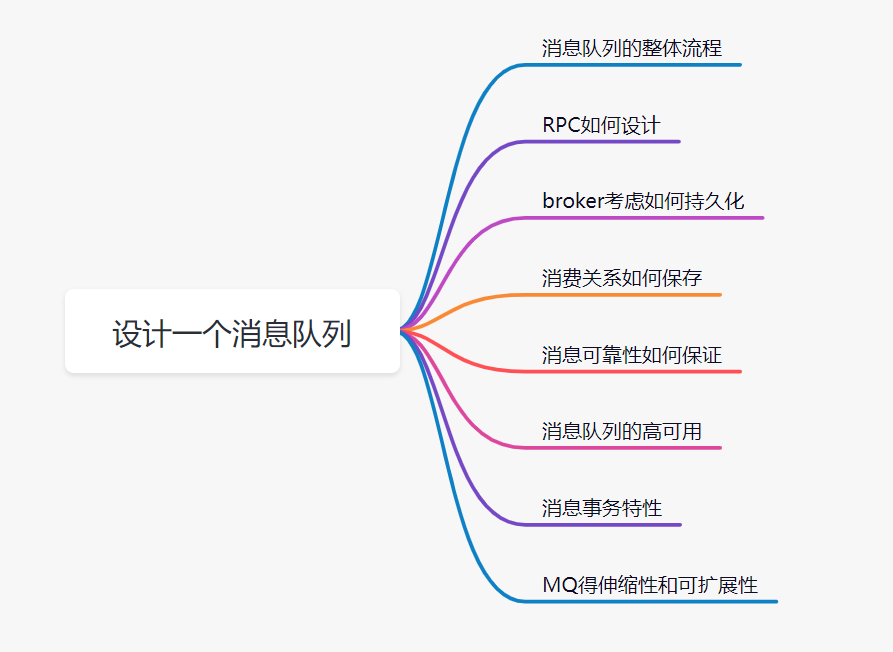 设计一个消息队列
消息队列的整体流程
RPC如何设计
broker考虑如何持久化
消费关系如何保存
消息可靠性如何保证
消息队列的高可用
消息事务特性
MQ得伸缩性和可扩展性